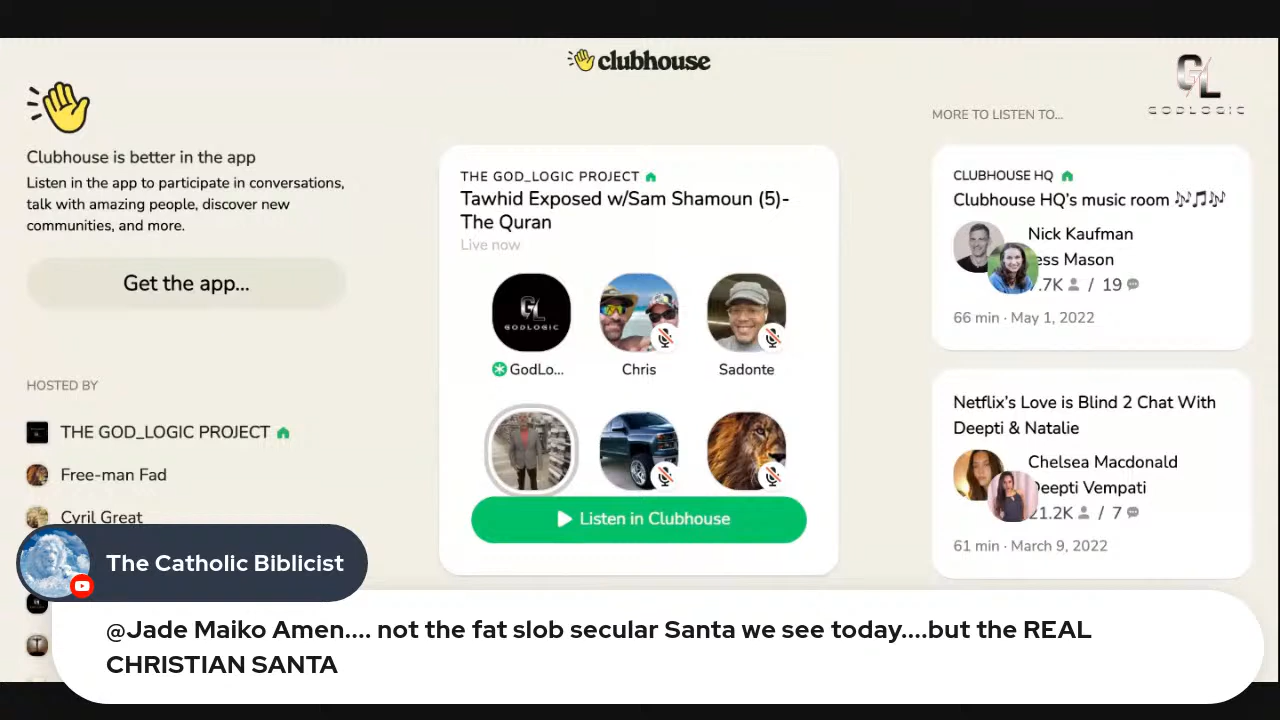 clubhouse
GL
GODLOGIC
Clubhouse is better in the app
Listen in the app to participate in conversations,
talk with amazing people, discover new
communities, and more.
Get the app...
HOSTED BY
THE GOD_LOGIC PROJECT
Free-man Fad
Cyril Great
THE GOD_LOGIC PROJECT
Tawhid Exposed w/Sam Shamoun (5)-
The Quran
Live now
GL
GODLOGIC
GodLo...
Chris
Sadonte
Listen in Clubhouse
MORE TO LISTEN TO...
CLUBHOUSE HQ
Clubhouse HQ's music room
Nick Kaufman
ess Mason
.7K / 19
66 min · May 1, 2022
Netflix's Love is Blind 2 Chat With
Deepti & Natalie
Chelsea Macdonald
Deepti Vempati
21.2K / 7
61 min · March 9, 2022
The Catholic Biblicist
@Jade Maiko Amen.... not the fat slob secular Santa we see today....but the REAL
CHRISTIAN SANTA